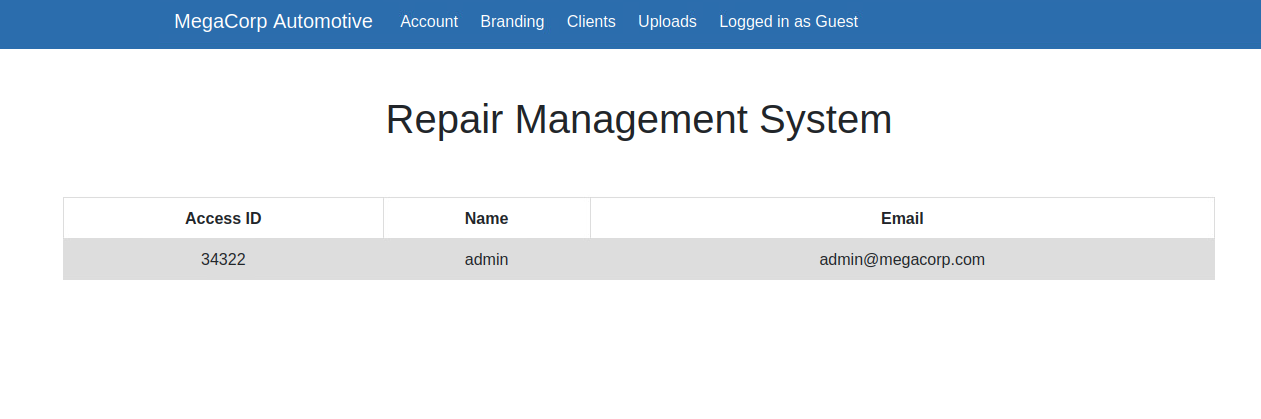 MegaCorp Automotive Account Branding Clients Uploads Logged in as Guest
Repair Management System
Access ID Name Email
34322 admin admin@megacorp.com